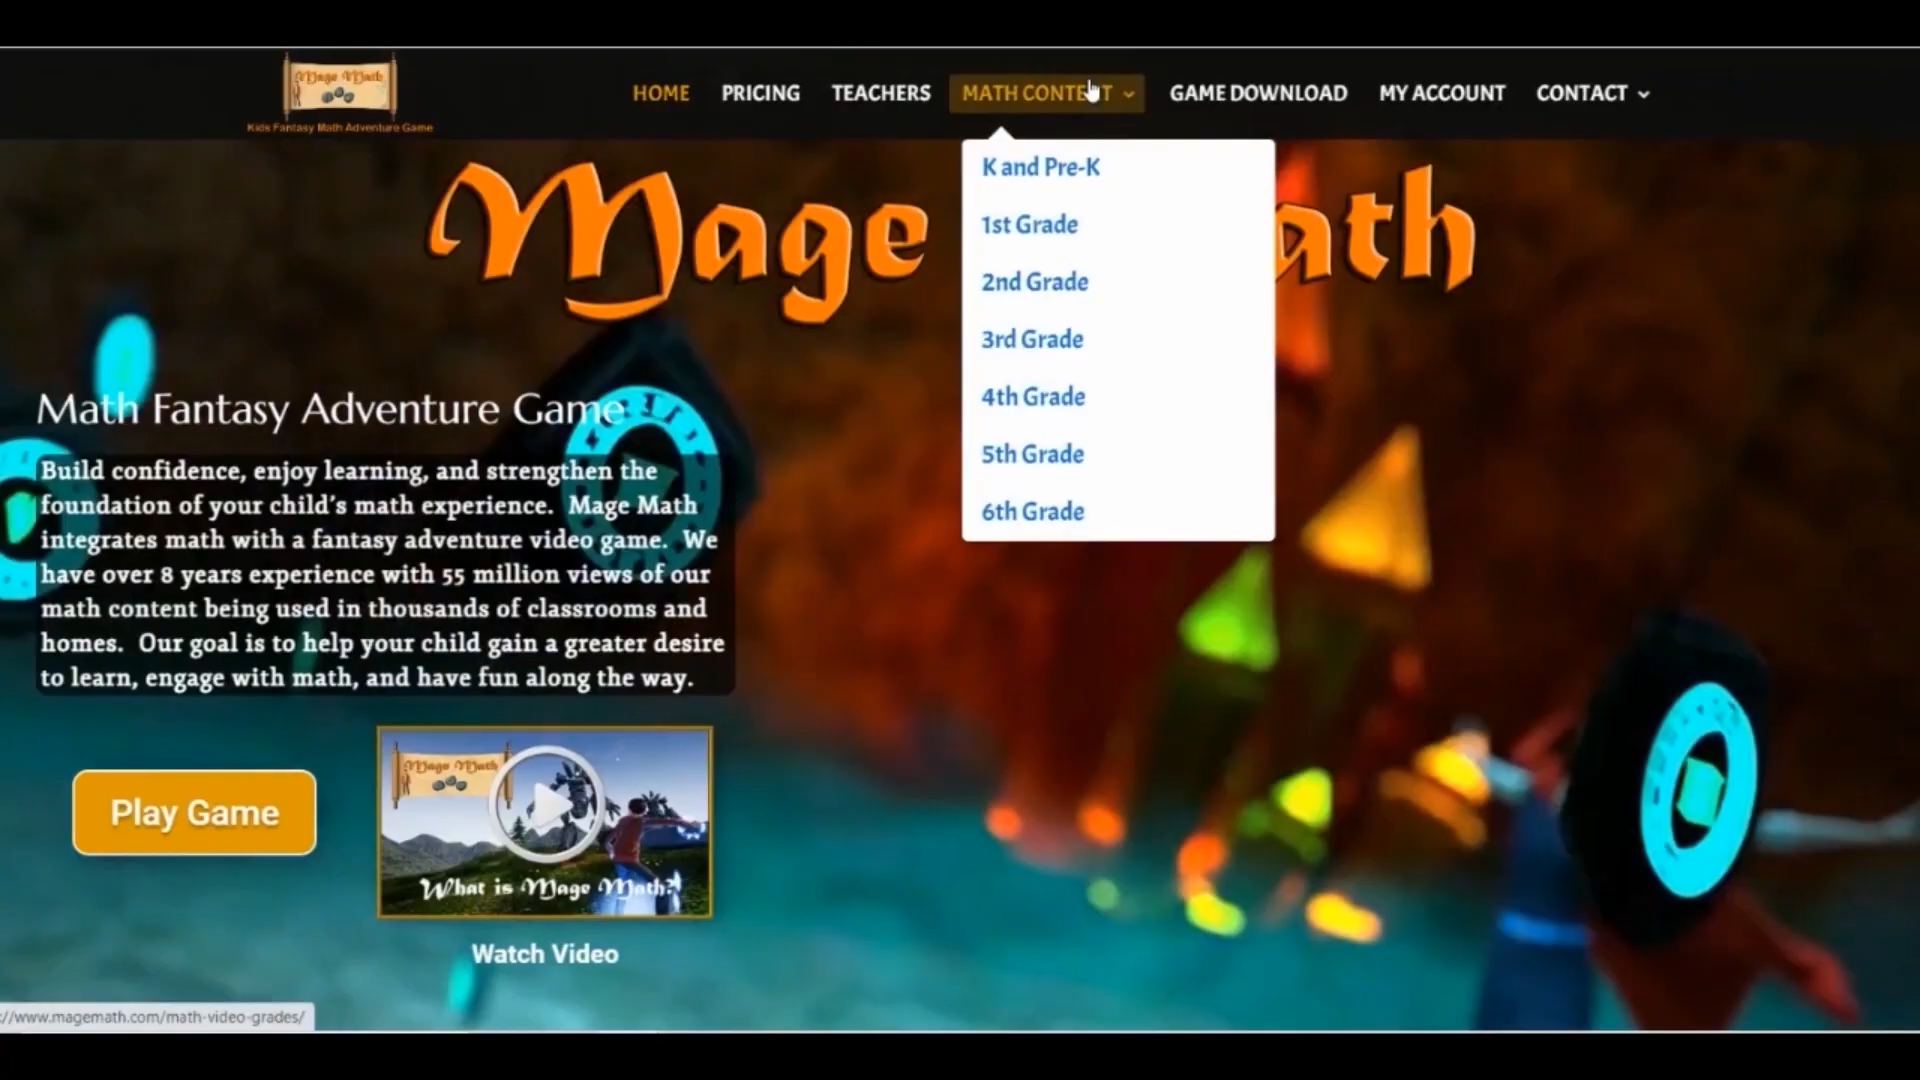 Mage Math
Kids Fantasy Math Adventure Game
HOME PRICING TEACHERS MATH CONTENT GAME DOWNLOAD MY ACCOUNT CONTACT
K and Pre-K
1st Grade
2nd Grade
3rd Grade
4th Grade
5th Grade
6th Grade
Mage ath
Math Fantasy Adventure Game
Build confidence, enjoy learning, and strengthen the
foundation of your child's math experience. Mage Math
integrates math with a fantasy adventure video game. We
have over 8 years experience with 55 million views of our
math content being used in thousands of classrooms and
homes. Our goal is to help your child gain a greater desire
to learn, engage with math, and have fun along the way.
Play Game
Mage Math
What is Mage Math?
Watch Video
://www.magemath.com/math-video-grades/